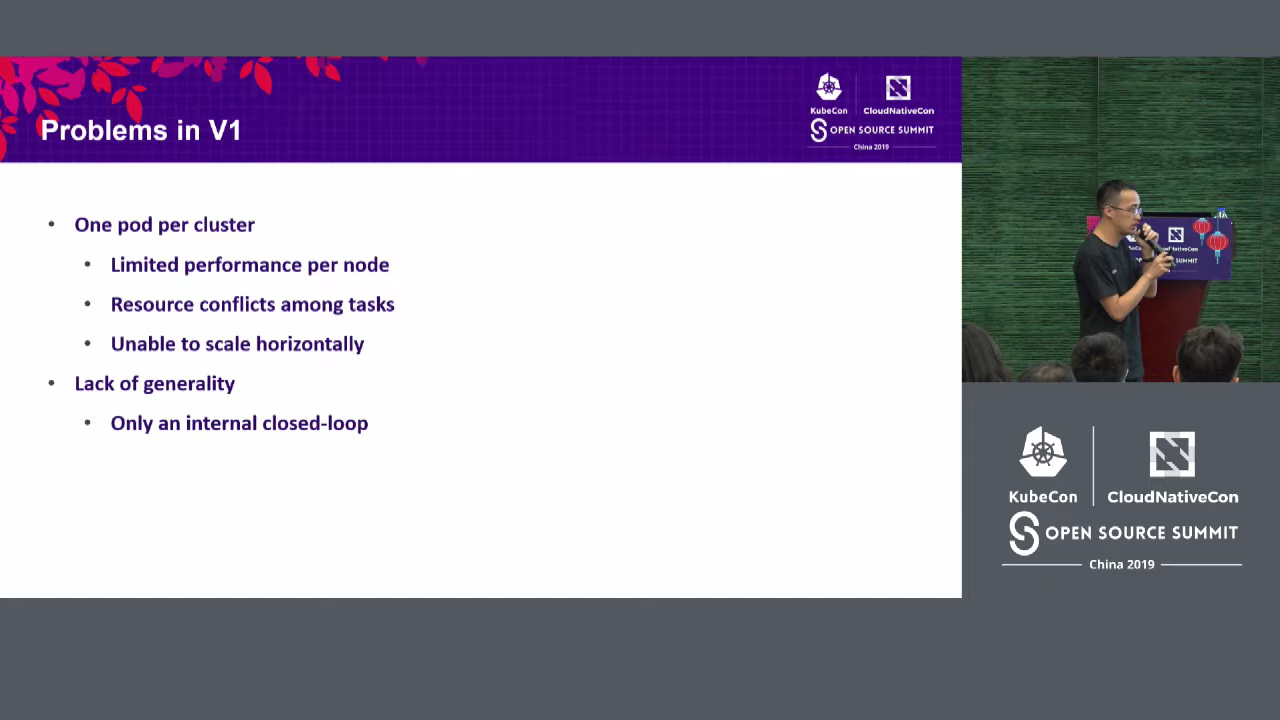 Problems in V1
KubeCon
CloudNativeCon
OPEN SOURCE SUMMIT
China 2019
• One pod per cluster
• Limited performance per node
• Resource conflicts among tasks
• Unable to scale horizontally
• Lack of generality
• Only an internal closed-loop
KubeCon
CloudNativeCon
OPEN SOURCE SUMMIT
China 2019